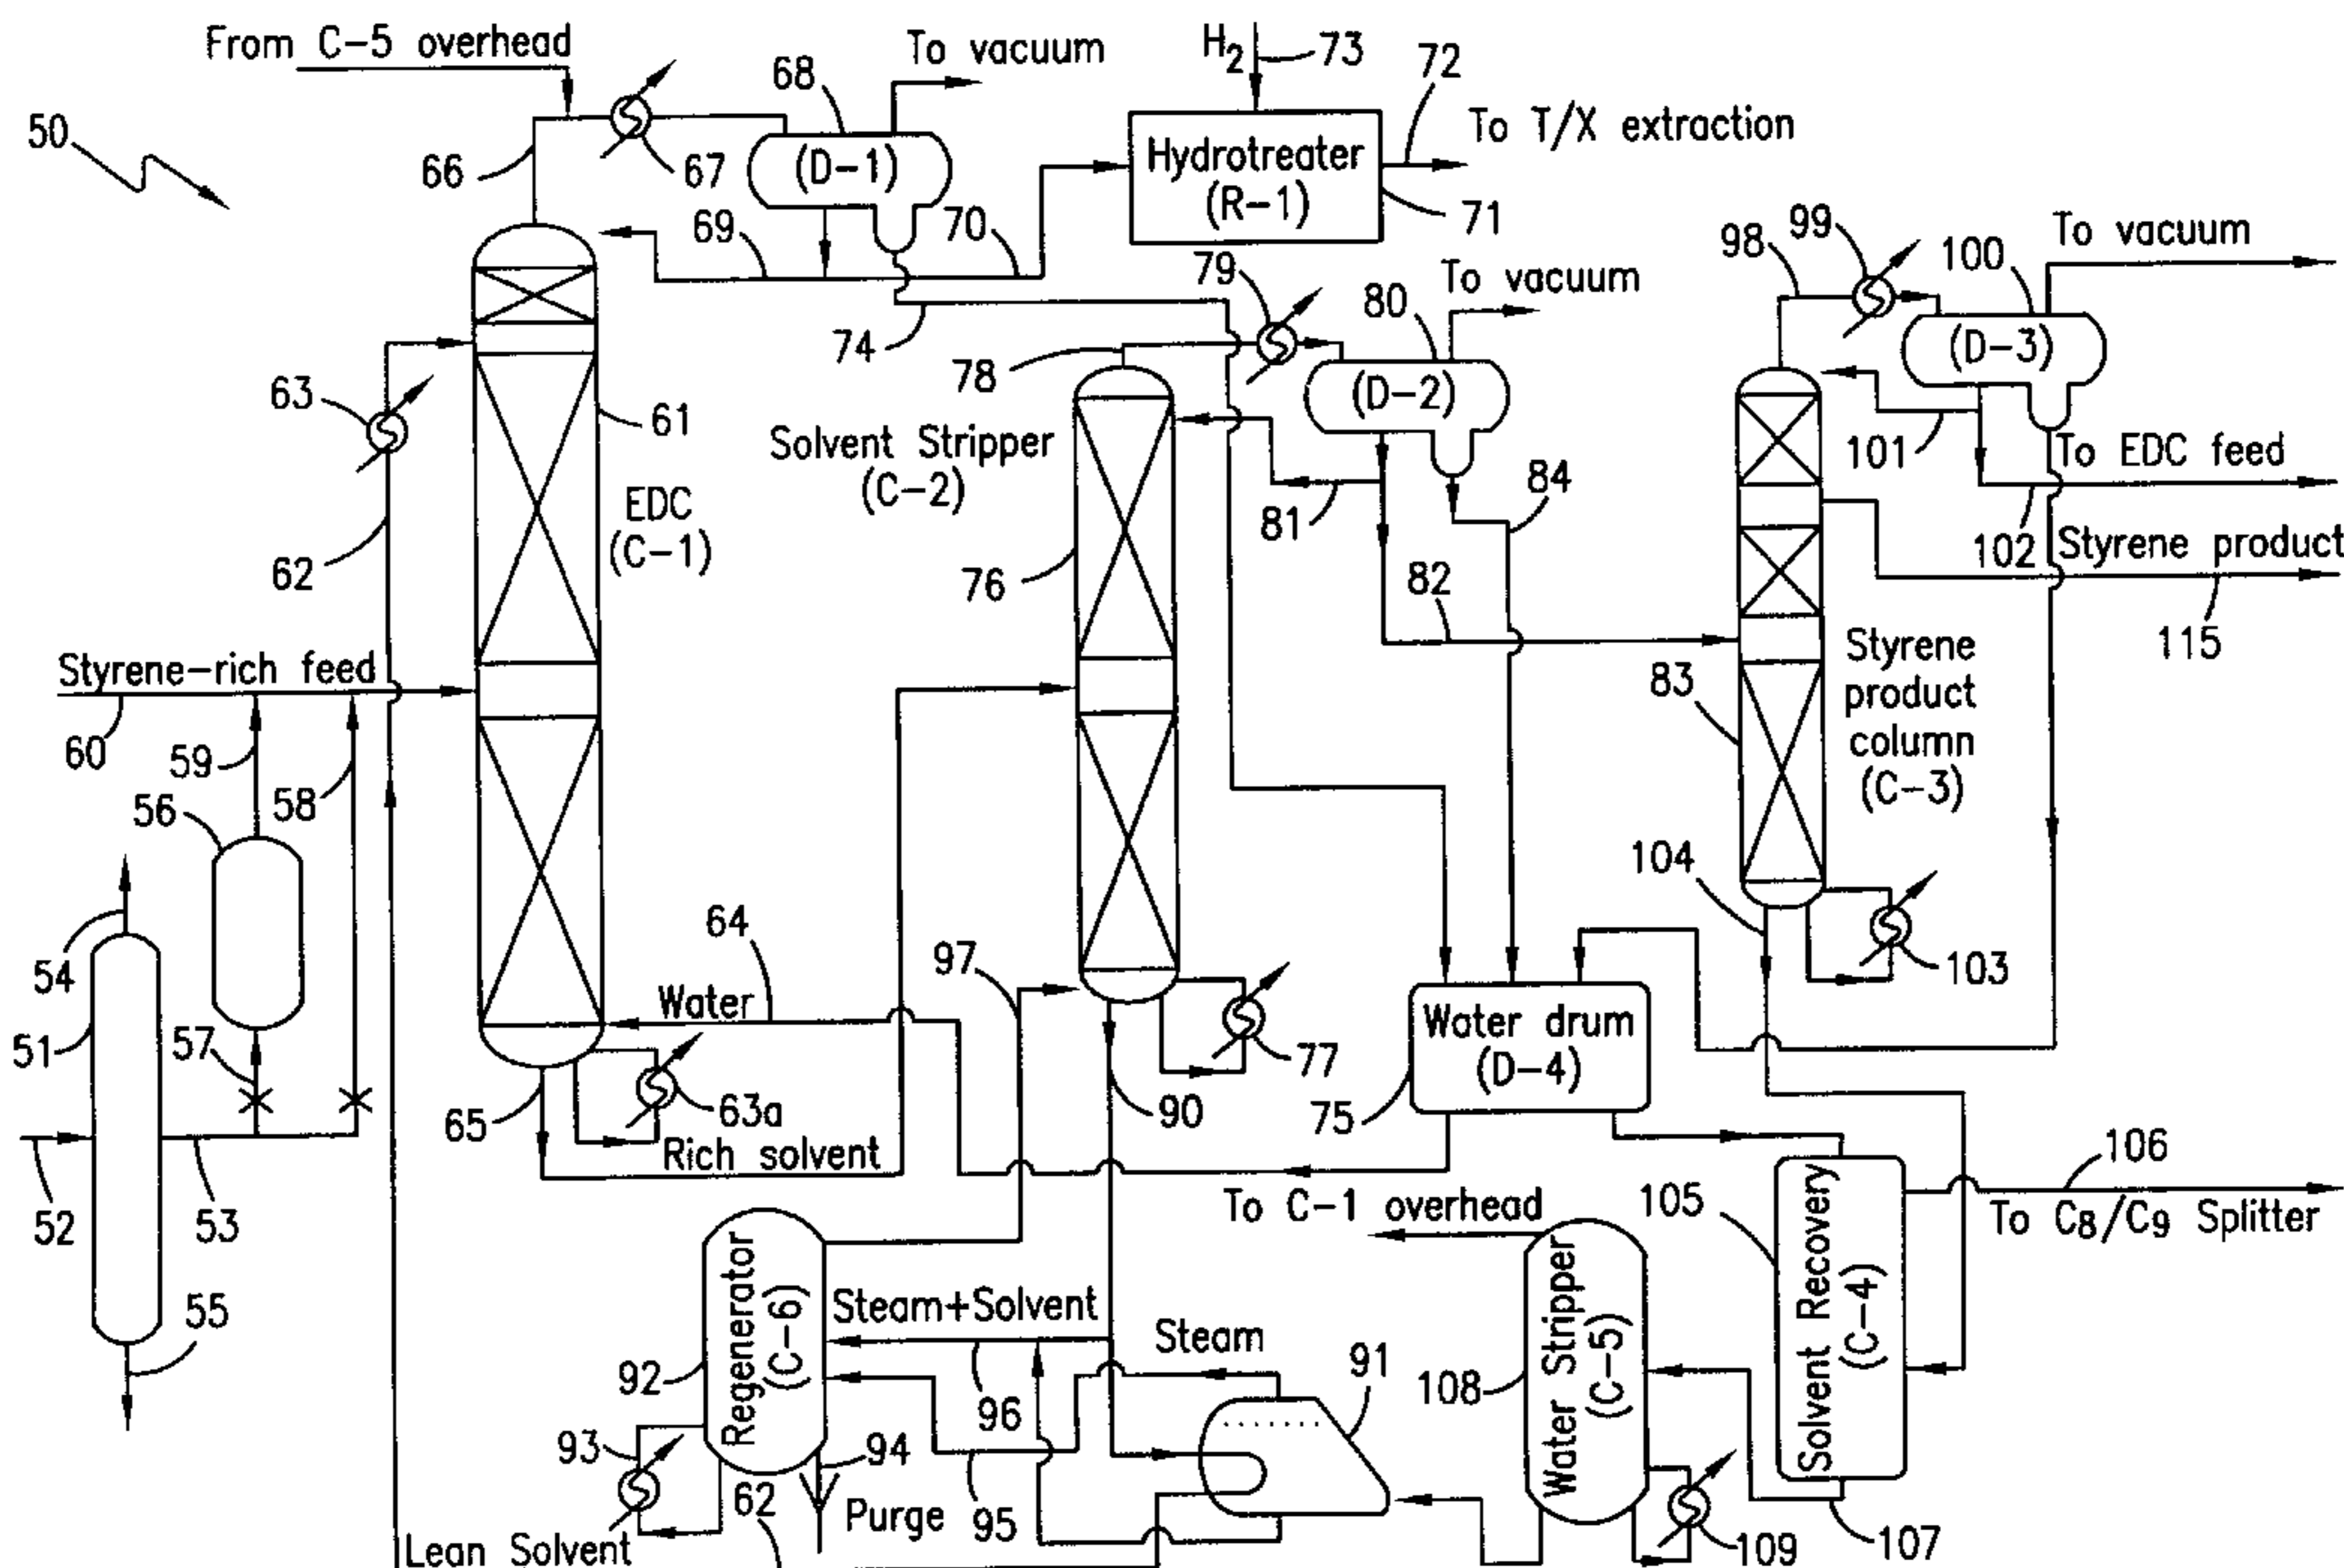 From C-5 overhead
To vacuum
68
H2
73
72
To T/X extraction
50
66
67
(D-1)
Hydrotreater
(R-1)
71
69
70
79
To vacuum
98
99
100
To vacuum
74
78
80
(D-2)
(D-3)
63
61
Solvent Stripper
(C-2)
EDC
(C-1)
62
81
84
101
To EDC feed
102
Styrene product
115
76
82
Styrene-rich feed
60
59
58
56
83
Styrene
product
column
(C-3)
54
51
57
52
53
55
64
Water
97
104
103
65
63a
Rich solvent
77
90
75
Water drum
(D-4)
106
To C8/C9 Splitter
105
Solvent Recovery
(C-4)
To C-1 overhead
Regenerator
(C-6)
92
Steam+Solvent
Steam
91
96
95
93
94
62
Purge
Lean Solvent
108
Water Stripper
(C-5)
109
107